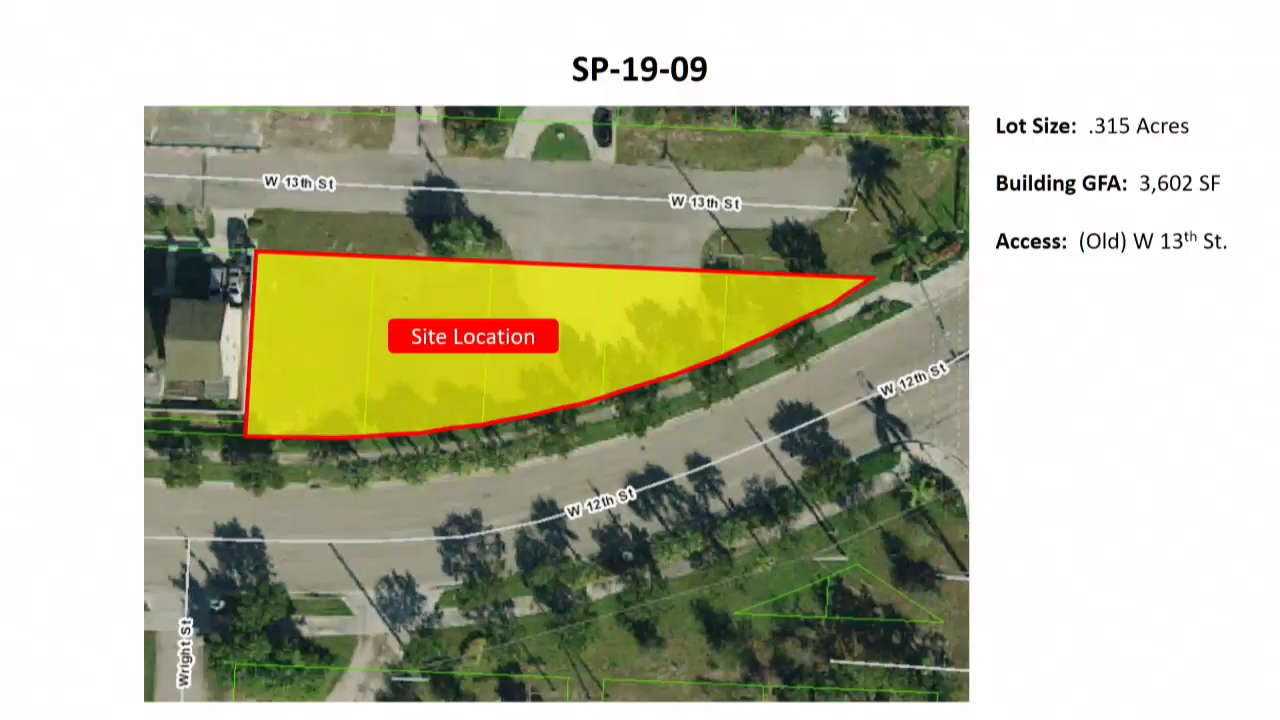 SP-19-09
Lot Size: .315 Acres
Building GFA: 3,602 SF
Access: (Old) W 13th St.
W 13th St
W 13th St
Site Location
W 12th St
W 12th St
Wright St